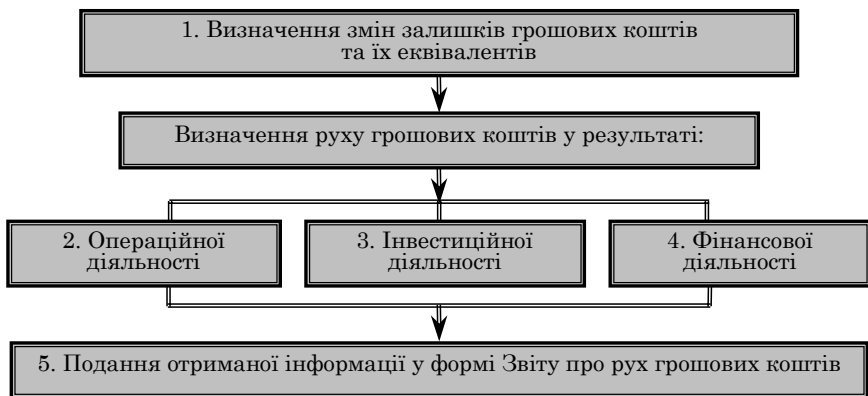 1. Визначення змін залишків грошових коштів
та їх еквівалентів
Визначення руху грошових коштів у результаті:
2. Операційної
діяльності
3. Інвестиційної
діяльності
4. Фінансової
діяльності
5. Подання отриманої інформації у формі Звіту про рух грошових коштів